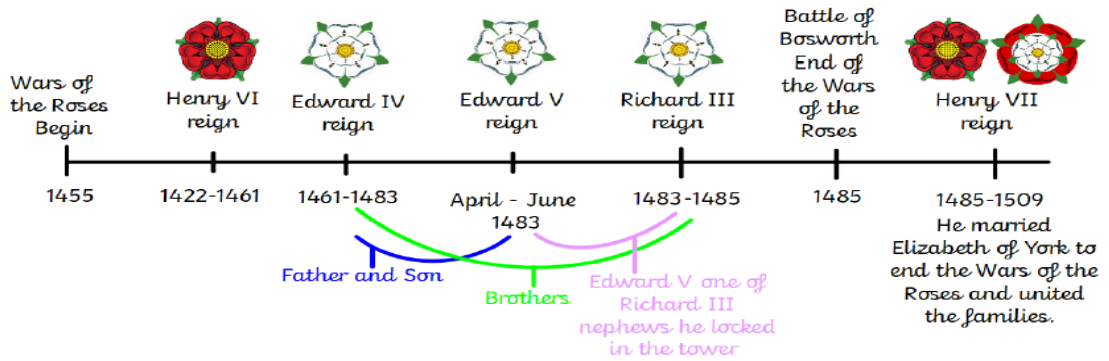 Wars of
the Roses
Begin
1455
Henry VI
reign
1422-1461
Edward IV
reign
1461-1483
Edward V
reign
April - June
1483
Richard III
reign
1483-1485
Battle of
Bosworth
End of
the Wars
of the
Roses
1485
Henry VII
reign
1485-1509
He married
Elizabeth of York to
end the Wars of the
Roses and united
the families.
Father and Son
Brothers
Edward V one of
Richard III
nephews he locked
in the tower